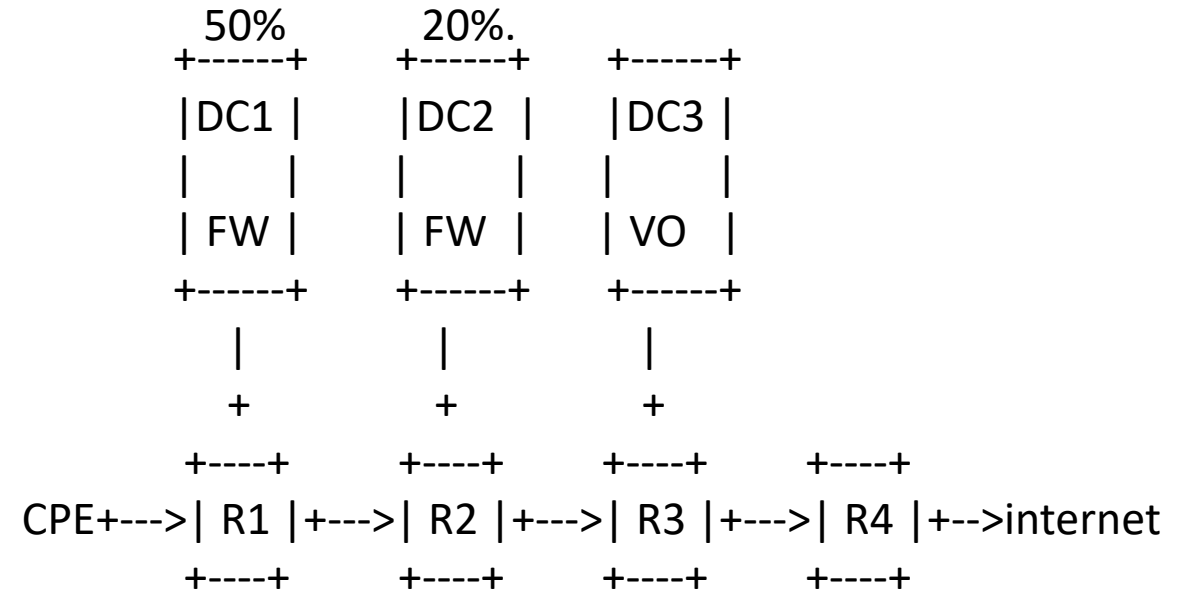 50%            20%.
+------+     +------+     +------+
|DC1 |     |DC2  |     |DC3 |
|      |     |      |     |      |
| FW |     | FW  |     | VO  |
+------+     +------+     +------+
|            |            |
+            +            +
+----+       +----+       +----+       +----+
CPE+--->| R1 |+--->| R2 |+--->| R3 |+--->| R4 |+-->internet
+----+       +----+       +----+       +----+